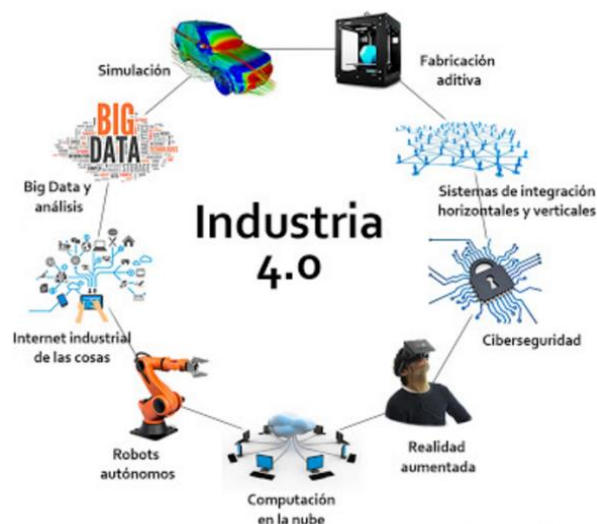 Industria
4.0
Simulación
Fabricación
aditiva
Sistemas de integración
horizontales y verticales
Ciberseguridad
Realidad
aumentada
Computación
en la nube
Robots
autónomos
Internet industrial
de las cosas
Big Data y
análisis
BIG
DATA